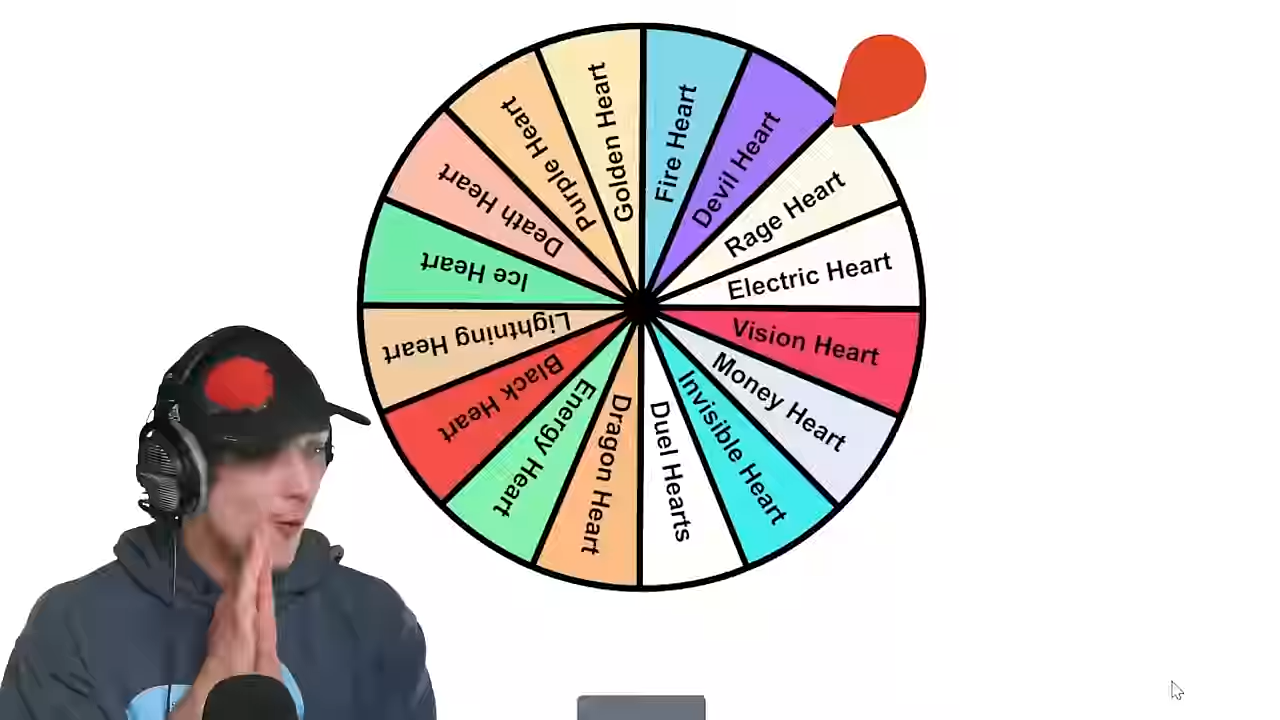 Fire Heart
Devil Heart
Rage Heart
Electric Heart
Vision Heart
Money Heart
Invisible Heart
Duel Hearts
Dragon Heart
Energy Heart
Black Heart
Lightning Heart
Ice Heart
Death Heart
Purple Heart
Golden Heart